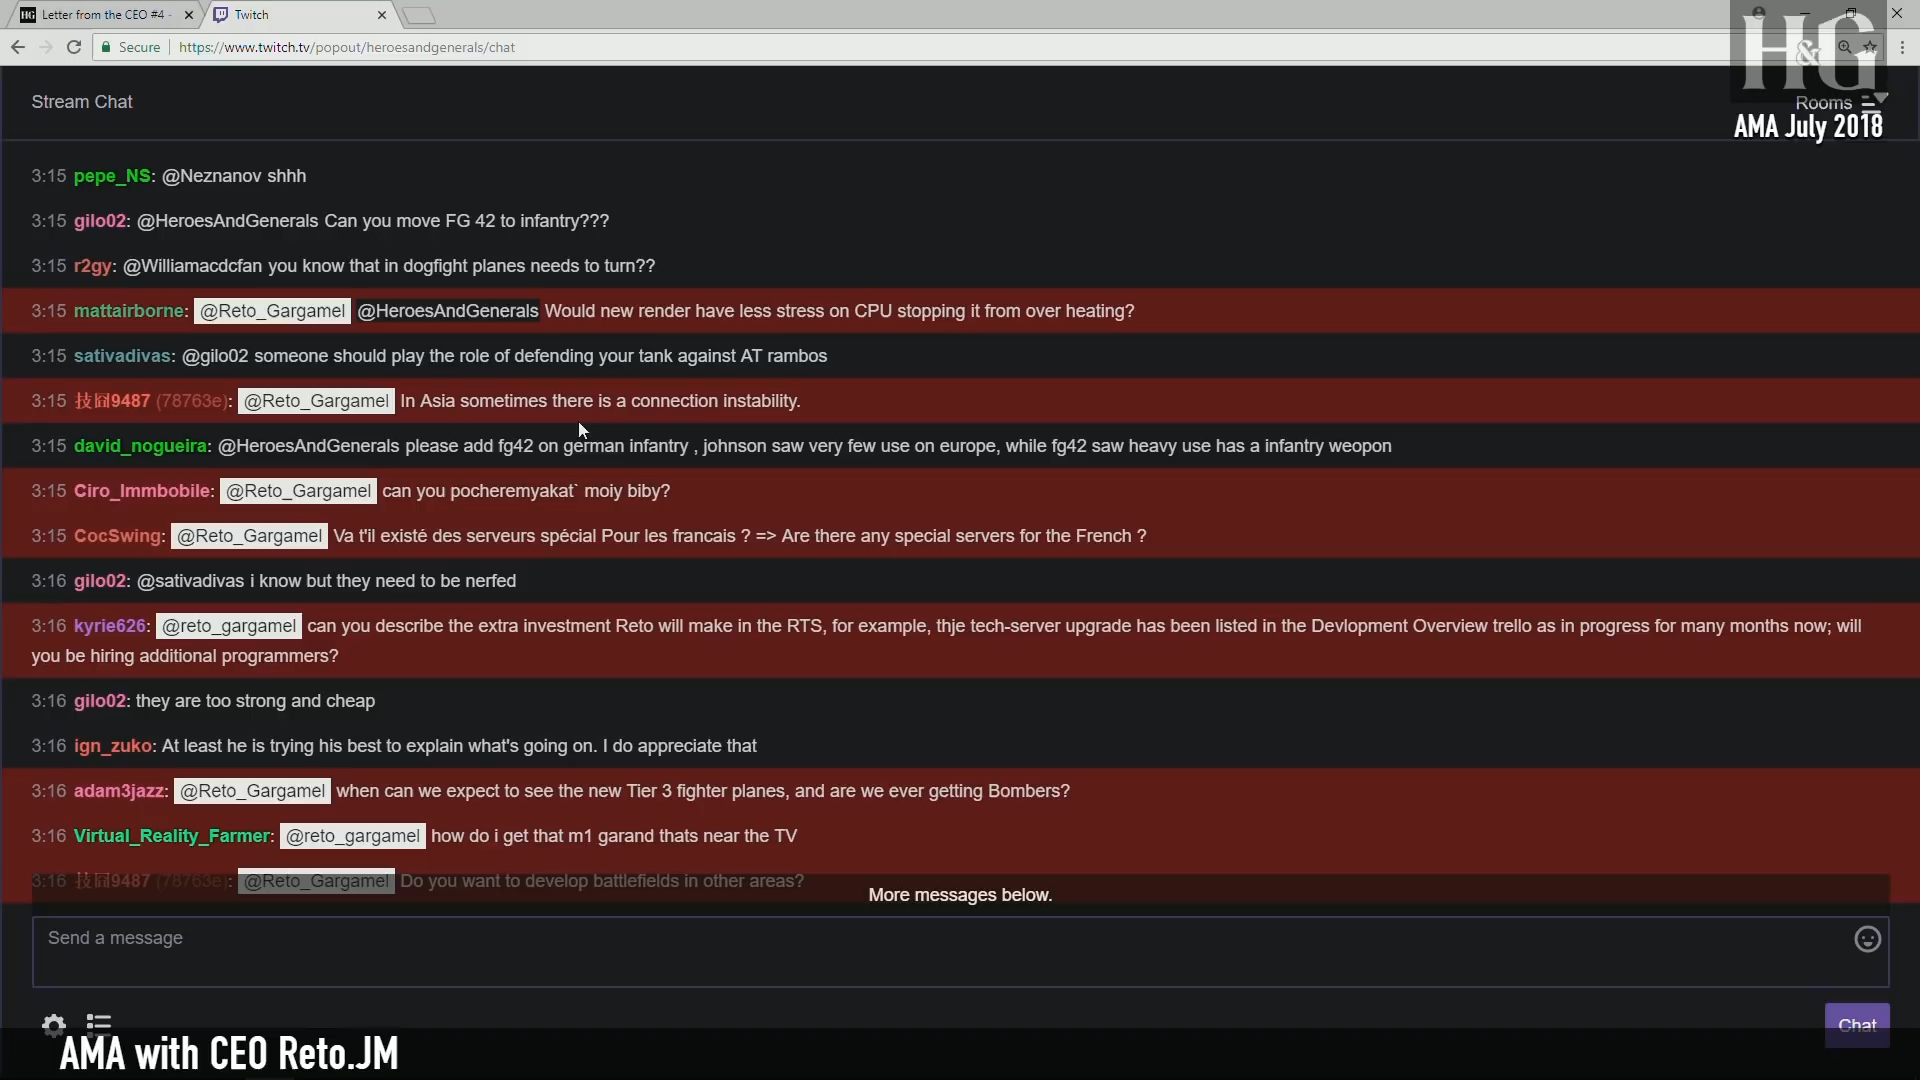 Letter from the CEO #4 -
Twitch
Secure
https://www.twitch.tv/popout/heroesandgenerals/chat
H&G
Stream Chat
Rooms
AMA July 2018
3:15 pepe_NS: @Neznanov shhh
3:15 gilo02: @HeroesAndGenerals Can you move FG 42 to infantry???
3:15 r2gy: @Williamacdcfan you know that in dogfight planes needs to turn??
3:15 mattairborne: @Reto_Gargamel @HeroesAndGenerals Would new render have less stress on CPU stopping it from over heating?
3:15 sativadivas: @gilo02 someone should play the role of defending your tank against AT rambos
3:15 技冏9487 (78763e): @Reto_Gargamel In Asia sometimes there is a connection instability.
3:15 david_nogueira: @HeroesAndGenerals please add fg42 on german infantry , johnson saw very few use on europe, while fg42 saw heavy use has a infantry weopon
3:15 Ciro_Immbobile: @Reto_Gargamel can you pocheremyakat` moiy biby?
3:15 CocSwing: @Reto_Gargamel Va t'il existé des serveurs spécial Pour les francais ? => Are there any special servers for the French ?
3:16 gilo02: @sativadivas i know but they need to be nerfed
3:16 kyrie626: @reto_gargamel can you describe the extra investment Reto will make in the RTS, for example, thje tech-server upgrade has been listed in the Devlopment Overview trello as in progress for many months now; will
you be hiring additional programmers?
3:16 gilo02: they are too strong and cheap
3:16 ign_zuko: At least he is trying his best to explain what's going on. I do appreciate that
3:16 adam3jazz: @Reto_Gargamel when can we expect to see the new Tier 3 fighter planes, and are we ever getting Bombers?
3:16 Virtual_Reality_Farmer: @reto_gargamel how do i get that m1 garand thats near the TV
3:16 技冏9487 (78763e): @Reto_Gargamel Do you want to develop battlefields in other areas?
More messages below.
Send a message
Chat
AMA with CEO Reto.JM